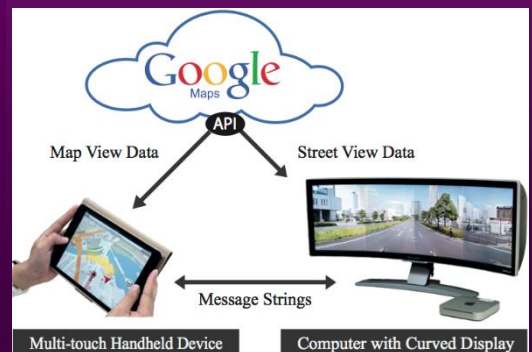 Google
Maps
API
Map View Data
Street View Data
Message Strings
Multi-touch Handheld Device
Computer with Curved Display